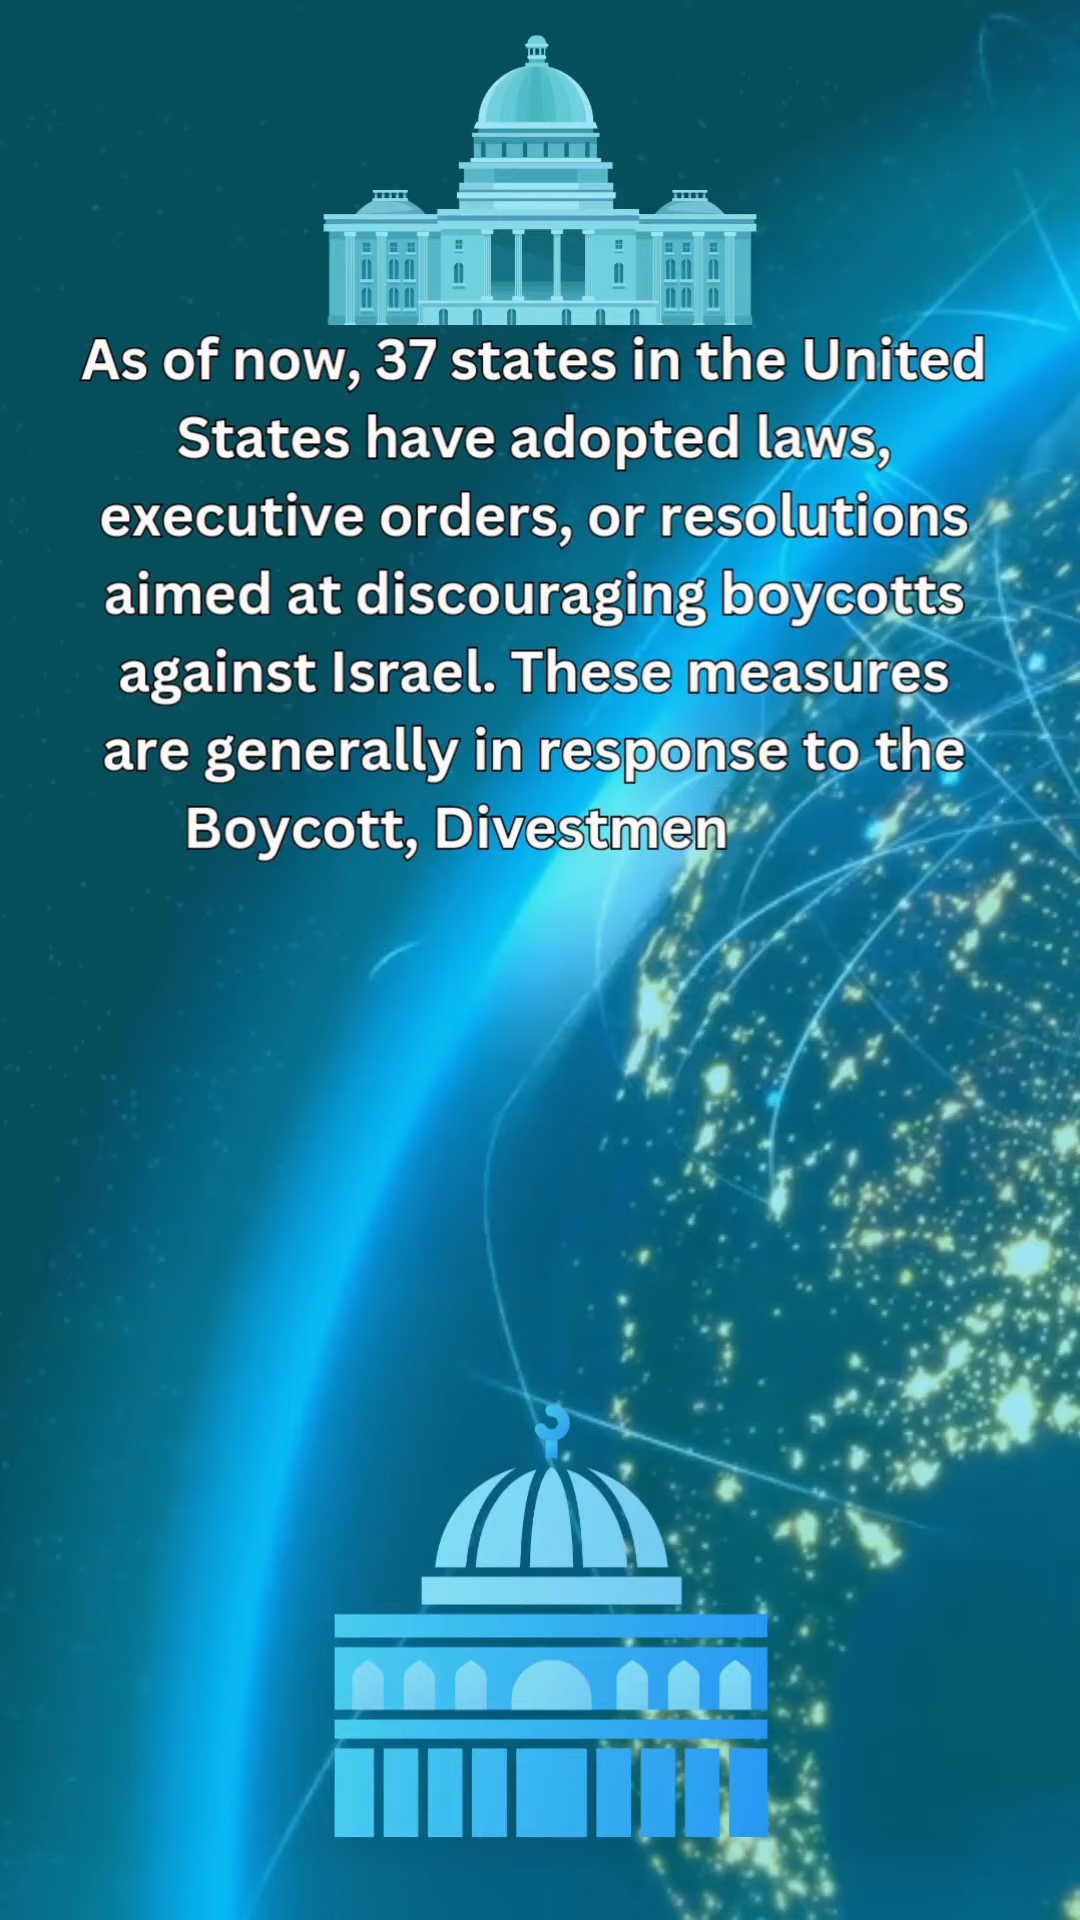 As of now, 37 states in the United
States have adopted laws,
executive orders, or resolutions
aimed at discouraging boycotts
against Israel. These measures
are generally in response to the
Boycott, Divestmen